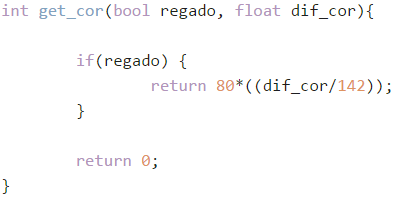 int get_cor(bool regado, float dif_cor){
if(regado) {
return 80*((dif_cor/142));
}
return 0;
}